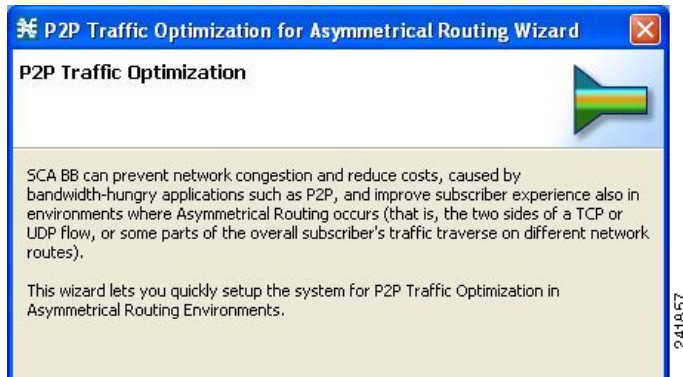 P2P Traffic Optimization for Asymmetrical Routing Wizard
P2P Traffic Optimization
SCA BB can prevent network congestion and reduce costs, caused by
bandwidth-hungry applications such as P2P, and improve subscriber experience also in
environments where Asymmetrical Routing occurs (that is, the two sides of a TCP or
UDP flow, or some parts of the overall subscriber's traffic traverse on different network
routes).
This wizard lets you quickly setup the system for P2P Traffic Optimization in
Asymmetrical Routing Environments.
241857